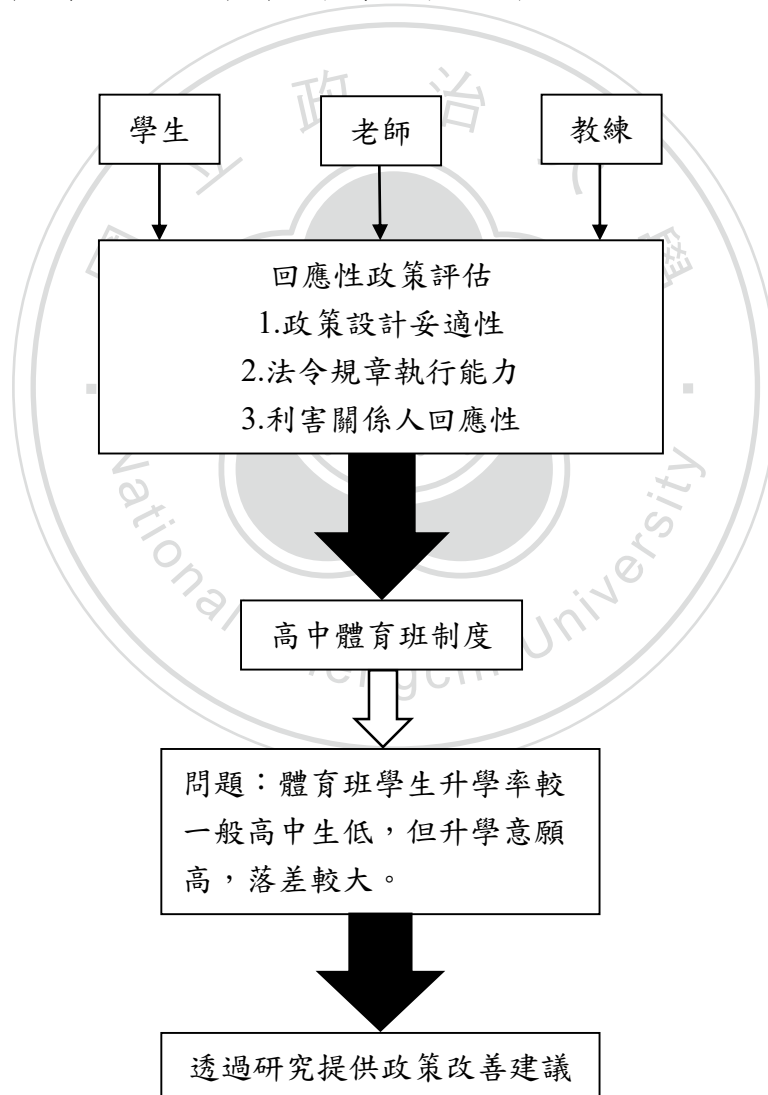 學生
老師
教練
回應性政策評估
1.政策設計妥適性
2.法令規章執行能力
3.利害關係人回應性
高中體育班制度
問題：體育班學生升學率較
一般高中生低，但升學意願
高，落差較大。
透過研究提供政策改善建議
政治
National
University